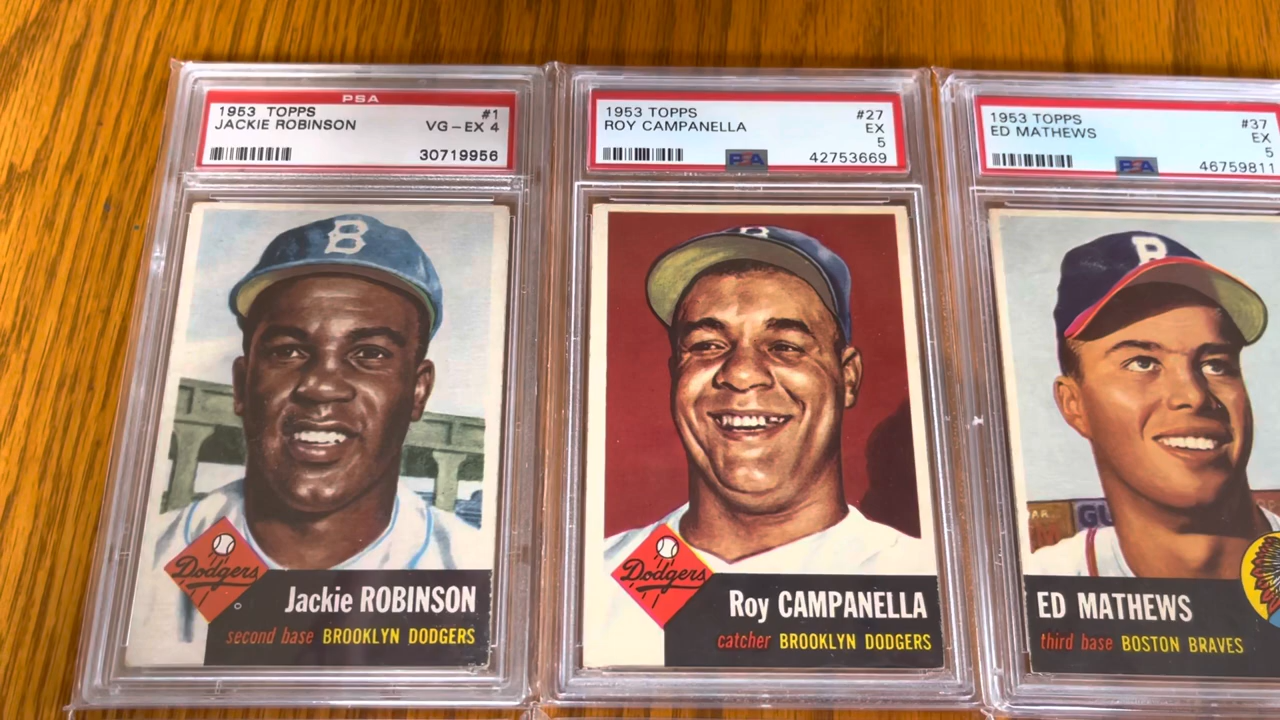 PSA
1953 TOPPS #1
JACKIE ROBINSON VG-EX 4
30719956
1953 TOPPS #27
ROY CAMPANELLA EX
5
PSA 42753669
1953 TOPPS #37
ED MATHEWS EX
5
PSA 46759811
B
Dodgers
Jackie ROBINSON
second base BROOKLYN DODGERS
B
Dodgers
Roy CAMPANELLA
catcher BROOKLYN DODGERS
B
GU
ED MATHEWS
third base BOSTON BRAVES